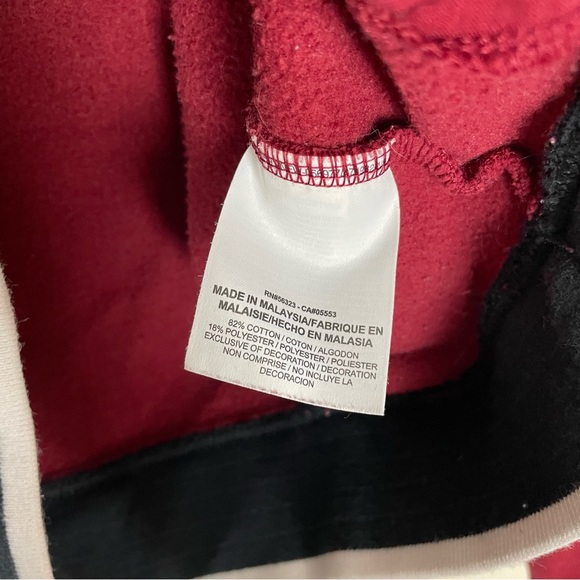 RN#56323 - CA#05553
MADE IN MALAYSIA/FABRIQUE EN
MALAISIE/HECHO EN MALASIA
82% COTTON / COTON / ALGODON
18% POLYESTER / POLYESTER / POLIESTER
EXCLUSIVE OF DECORATION / DECORATION
NON COMPRISE / NO INCLUYE LA
DECORACION